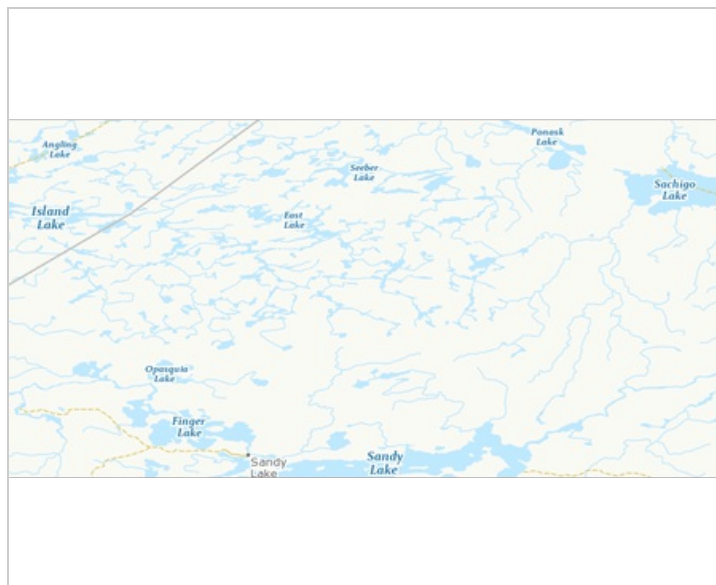 Angling
Lake
Ponask
Lake
Seeber
Lake
Sachigo
Lake
Island
Lake
East
Lake
Opasquia
Lake
Finger
Lake
Sandy
Lake
Sandy
Lake